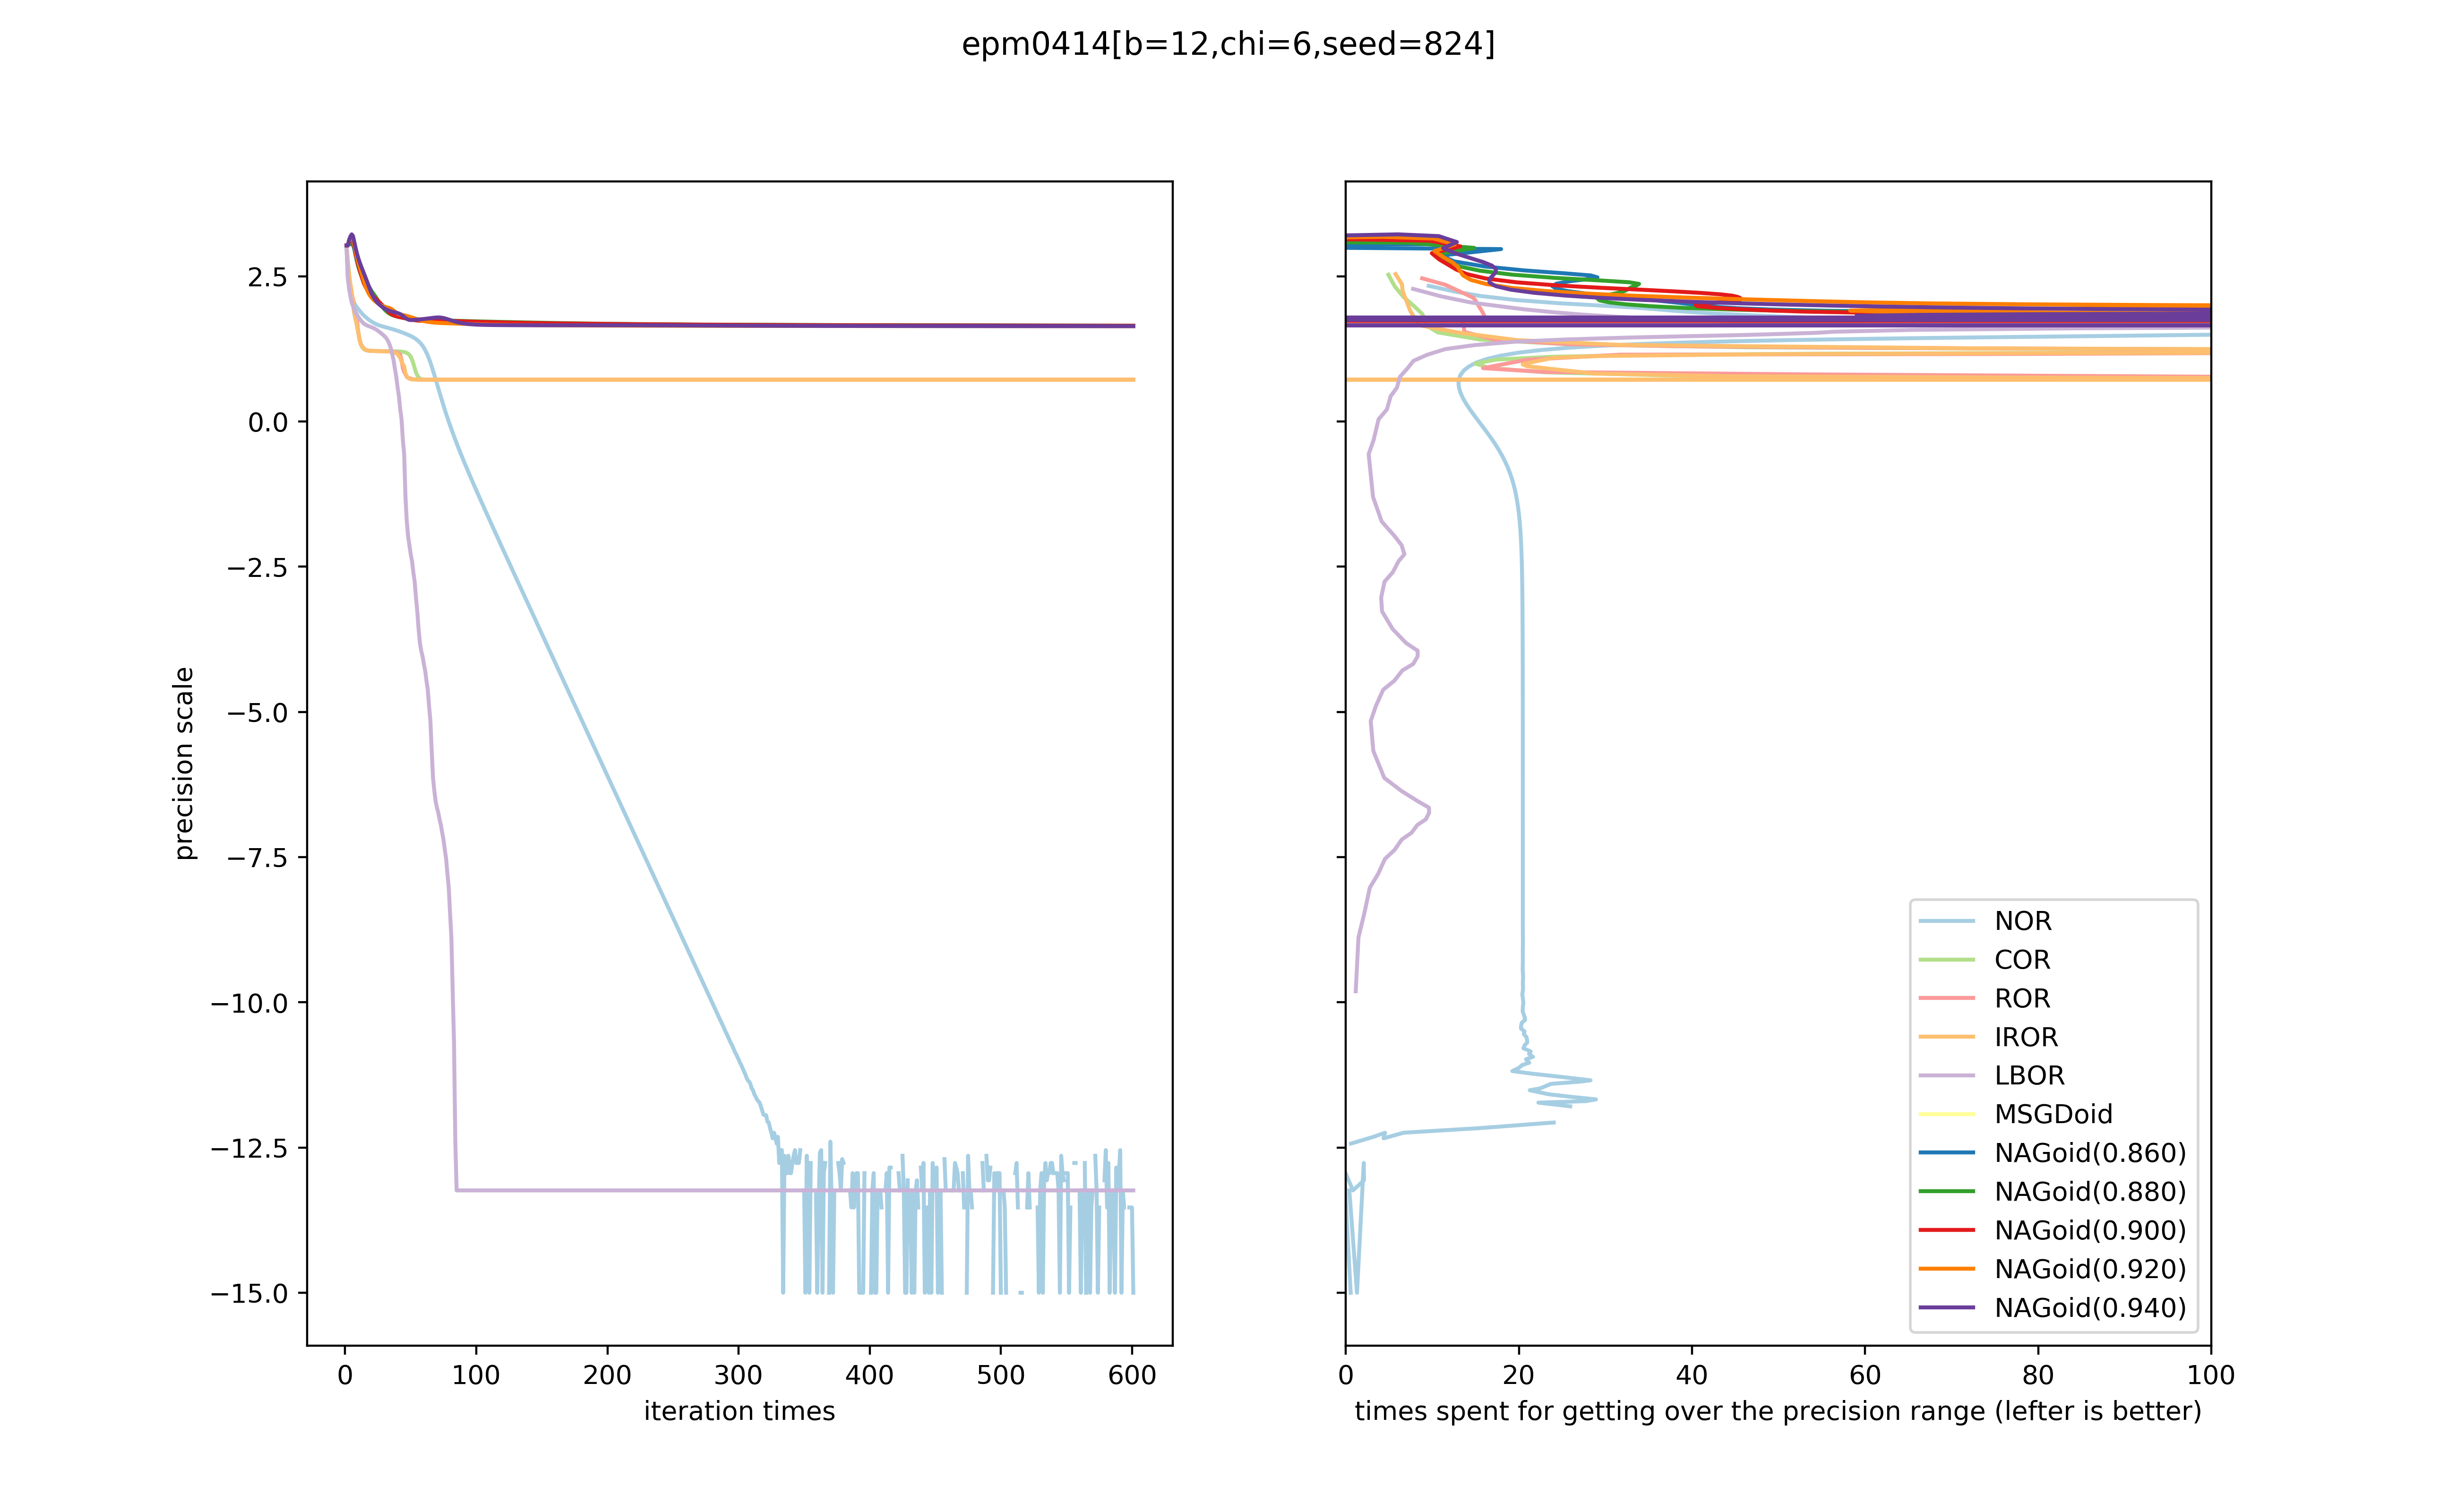 epm0414[b=12,chi=6,seed=824]
precision scale
2.5
0.0
−2.5
−5.0
−7.5
−10.0
−12.5
−15.0
0 100 200 300 400 500 600
iteration times
0 20 40 60 80 100
times spent for getting over the precision range (lefter is better)
NOR
COR
ROR
IROR
LBOR
MSGDoid
NAGoid(0.860)
NAGoid(0.880)
NAGoid(0.900)
NAGoid(0.920)
NAGoid(0.940)